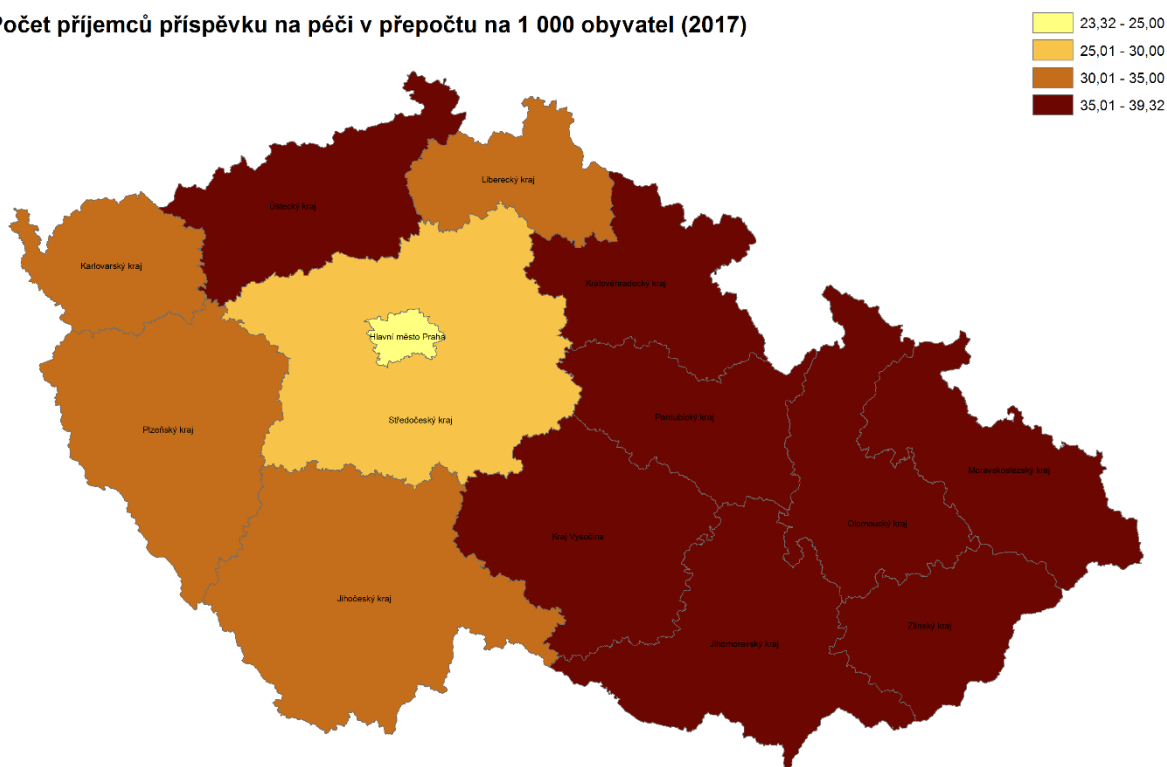 Počet příjemců příspěvku na péči v přepočtu na 1 000 obyvatel (2017)
23,32 - 25,00
25,01 - 30,00
30,01 - 35,00
35,01 - 39,32
Liberecký kraj
Ústecký kraj
Karlovarský kraj
Královéhradecký kraj
Hlavní město Praha
Pardubický kraj
Středočeský kraj
Plzeňský kraj
Moravskoslezský kraj
Olomoucký kraj
Kraj Vysočina
Jihočeský kraj
Zlínský kraj
Jihomoravský kraj